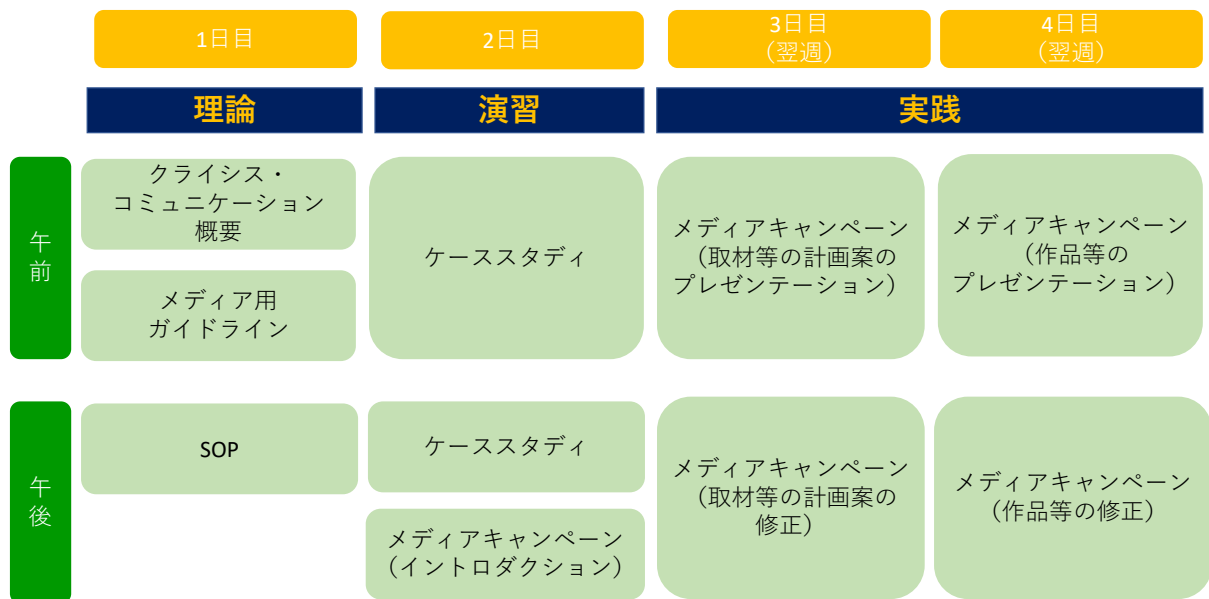 1日目
2日目
3日目
（翌週）
4日目
（翌週）
理論
演習
実践
午
前
クライシス・
コミュニケーション
概要
メディア用
ガイドライン
ケーススタディ
メディアキャンペーン
（取材等の計画案の
プレゼンテーション）
メディアキャンペーン
（作品等の
プレゼンテーション）
午
後
SOP
ケーススタディ
メディアキャンペーン
（イントロダクション）
メディアキャンペーン
（取材等の計画案の
修正）
メディアキャンペーン
（作品等の修正）